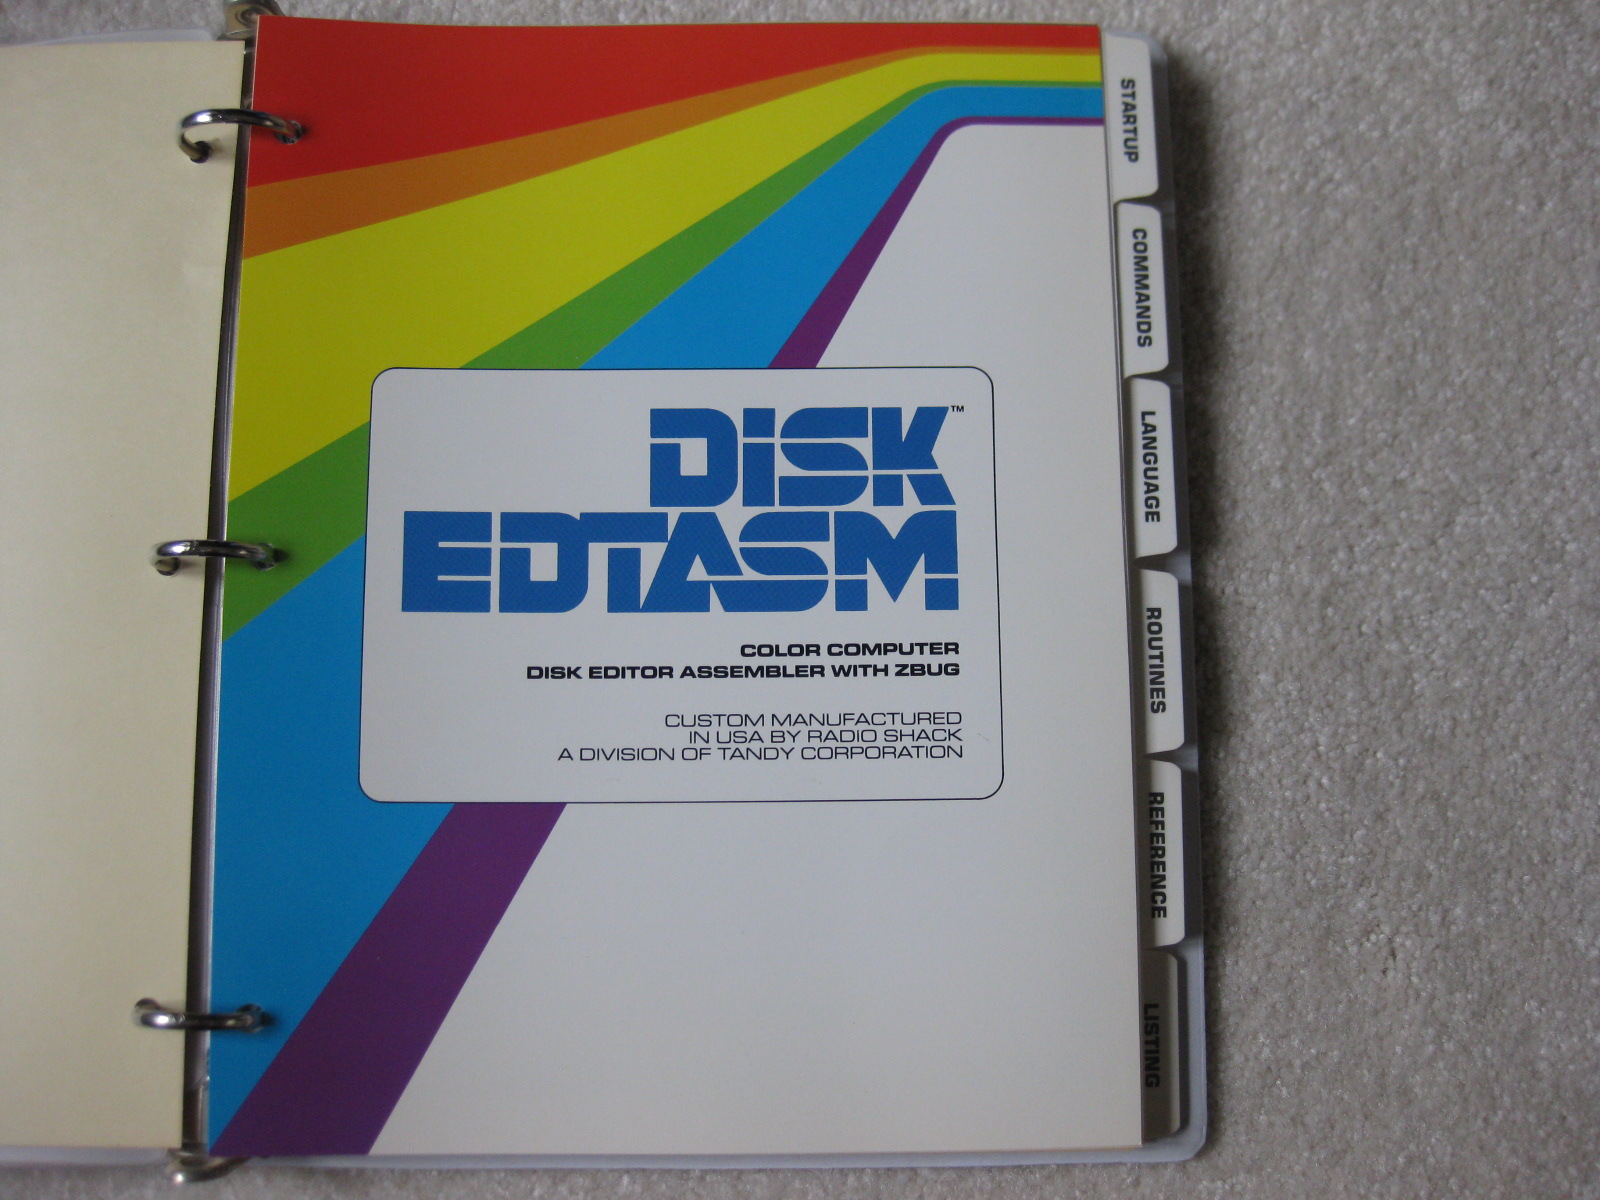 DISK™
EDTASM
COLOR COMPUTER
DISK EDITOR ASSEMBLER WITH ZBUG
CUSTOM MANUFACTURED
IN USA BY RADIO SHACK
A DIVISION OF TANDY CORPORATION
STARTUP
COMMANDS
LANGUAGE
ROUTINES
REFERENCE
LISTING